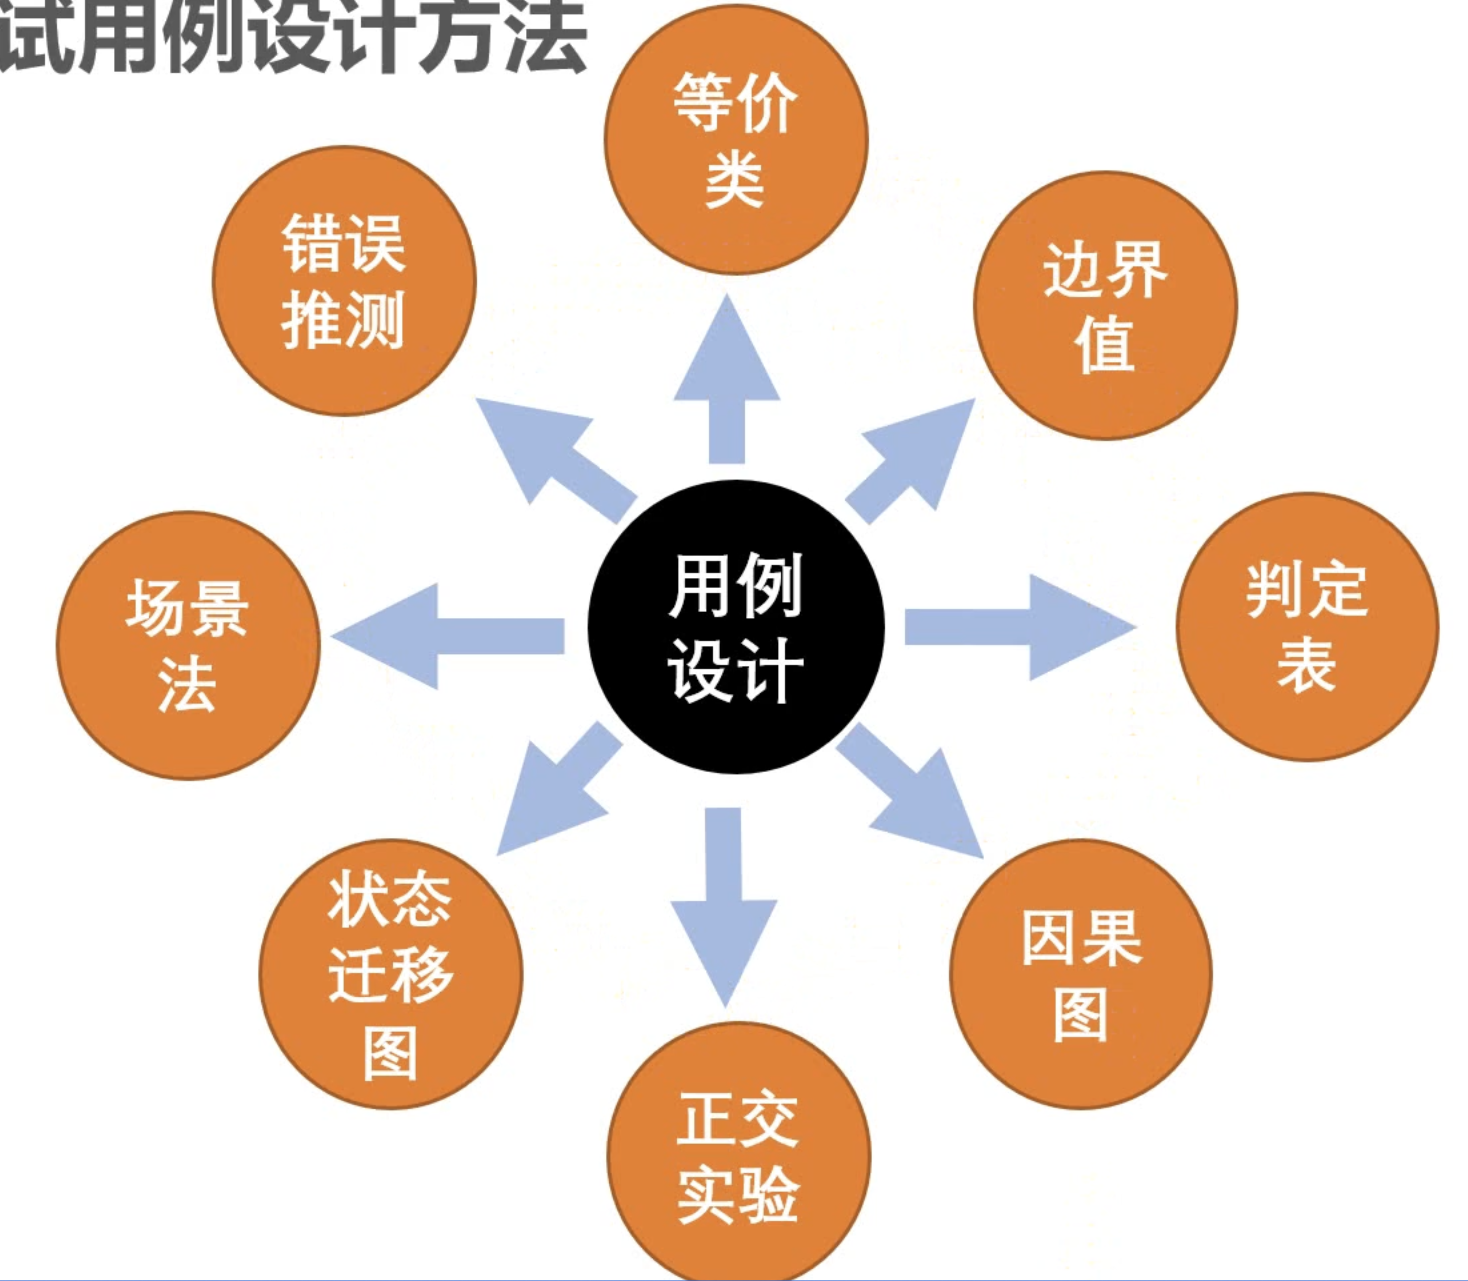 试用例设计方法
等价
类
错误
推测
边界
值
用例
设计
场景
法
判定
表
状态
迁移
图
因果
图
正交
实验